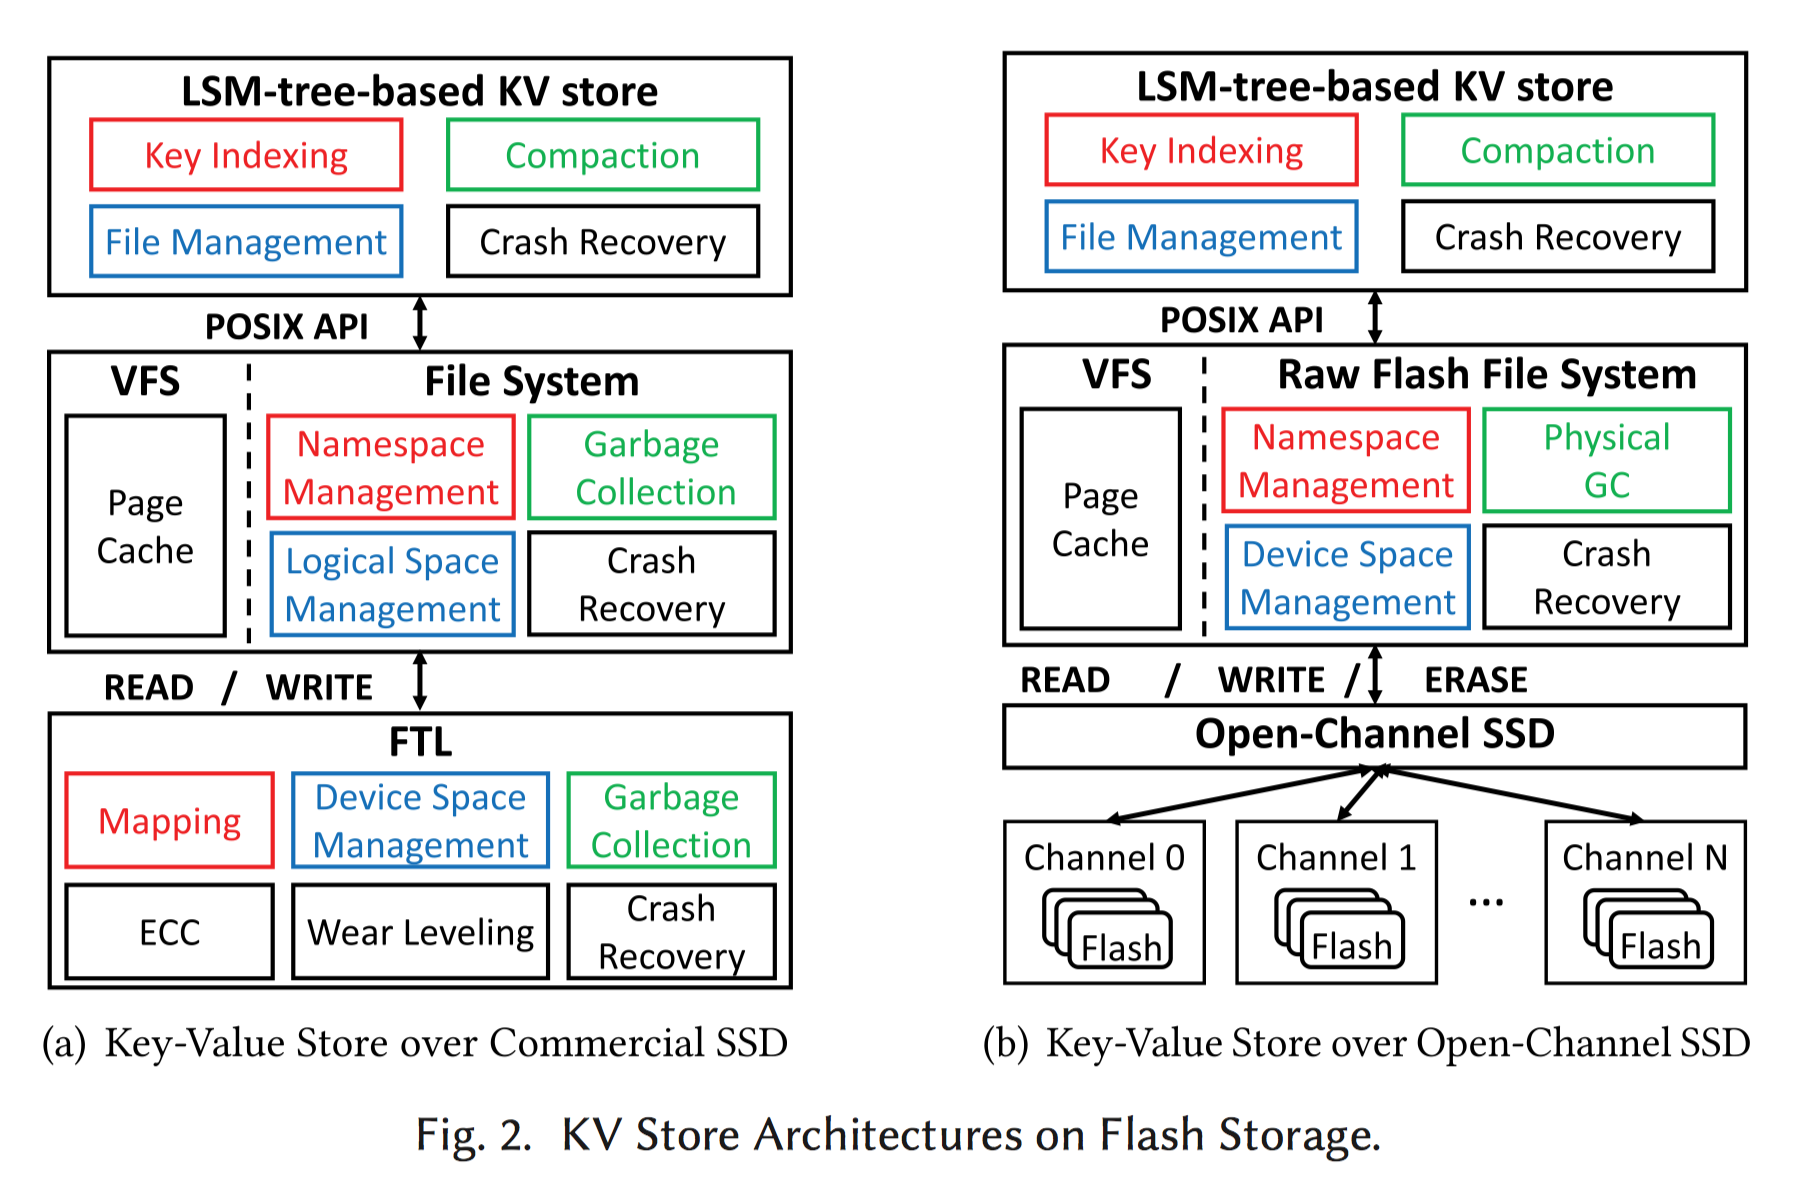 LSM-tree-based KV store
Key Indexing
Compaction
File Management
Crash Recovery
POSIX API
VFS
File System
Page
Cache
Namespace
Management
Garbage
Collection
Logical Space
Management
Crash
Recovery
READ / WRITE
FTL
Mapping
Device Space
Management
Garbage
Collection
ECC
Wear Leveling
Crash
Recovery
(a) Key-Value Store over Commercial SSD
LSM-tree-based KV store
Key Indexing
Compaction
File Management
Crash Recovery
POSIX API
VFS
Raw Flash File System
Page
Cache
Namespace
Management
Physical
GC
Device Space
Management
Crash
Recovery
READ / WRITE / ERASE
Open-Channel SSD
Channel 0
Flash
Channel 1
Flash
...
Channel N
Flash
(b) Key-Value Store over Open-Channel SSD
Fig. 2. KV Store Architectures on Flash Storage.